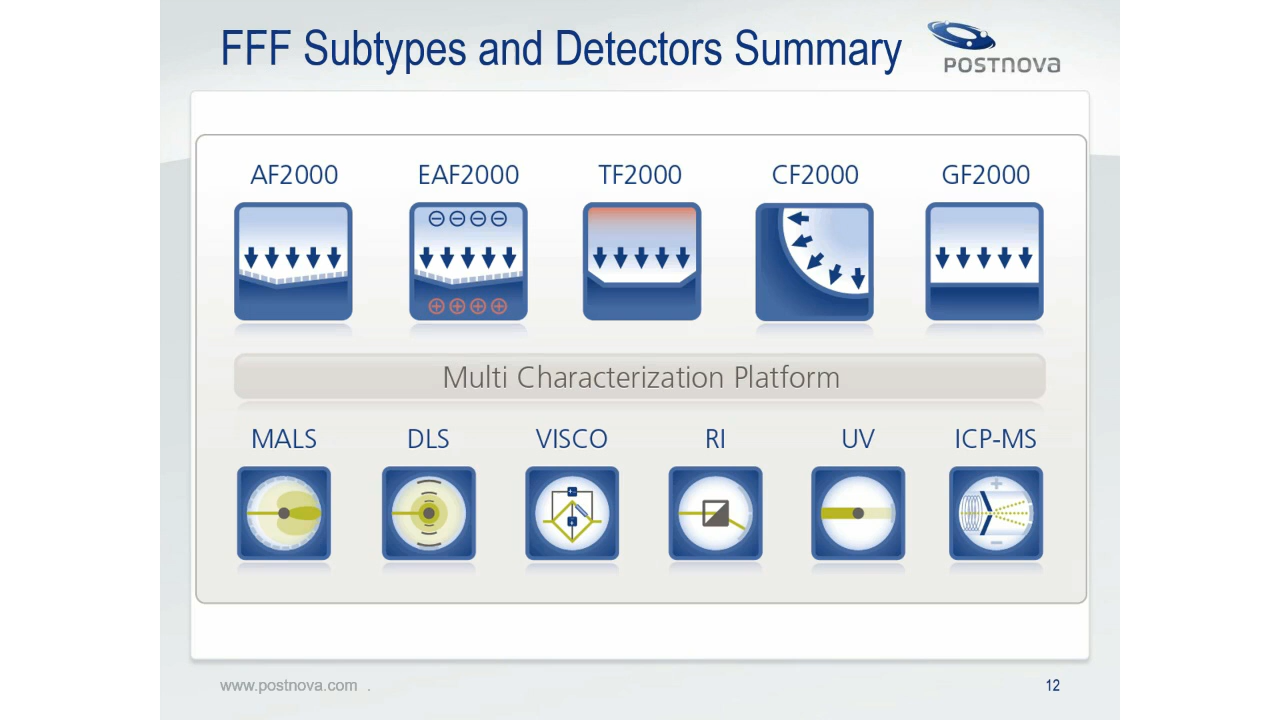 FFF Subtypes and Detectors Summary
POSTNOVA
AF2000 EAF2000 TF2000 CF2000 GF2000
Multi Characterization Platform
MALS DLS VISCO RI UV ICP-MS
www.postnova.com .
12